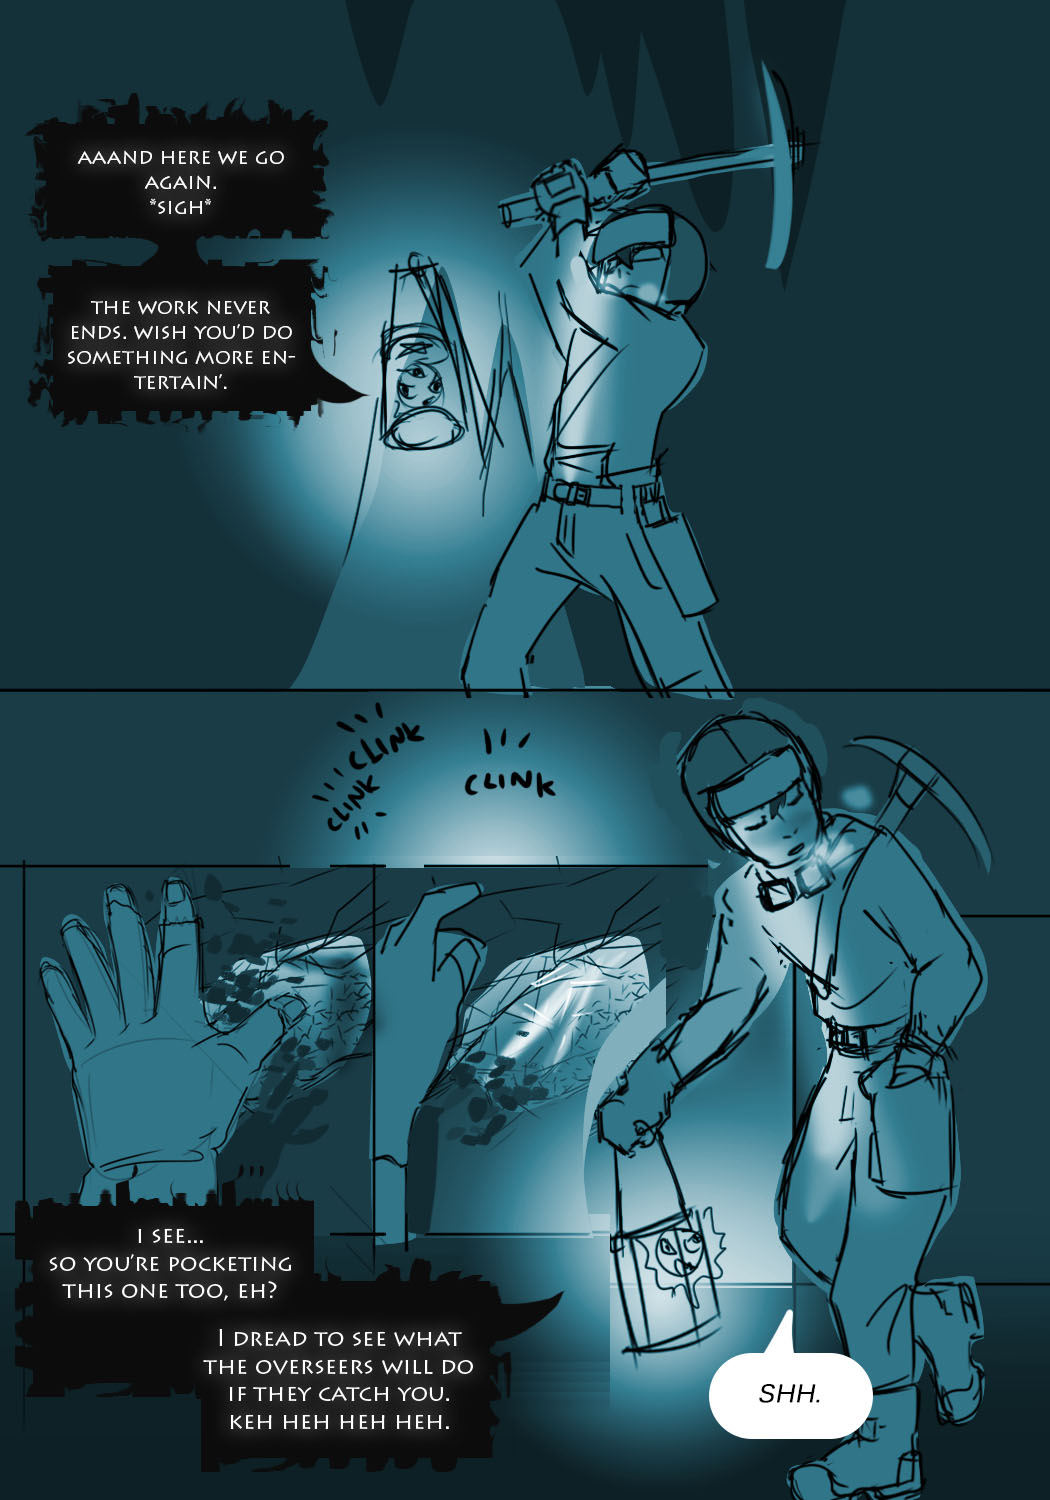 AAAND HERE WE GO
AGAIN.
*SIGH*
THE WORK NEVER
ENDS. WISH YOU'D DO
SOMETHING MORE EN-
TERTAIN'.
CLINK
CLINK
CLINK
I SEE...
SO YOU'RE POCKETING
THIS ONE TOO, EH?
I DREAD TO SEE WHAT
THE OVERSEERS WILL DO
IF THEY CATCH YOU.
KEH HEH HEH HEH.
SHH.